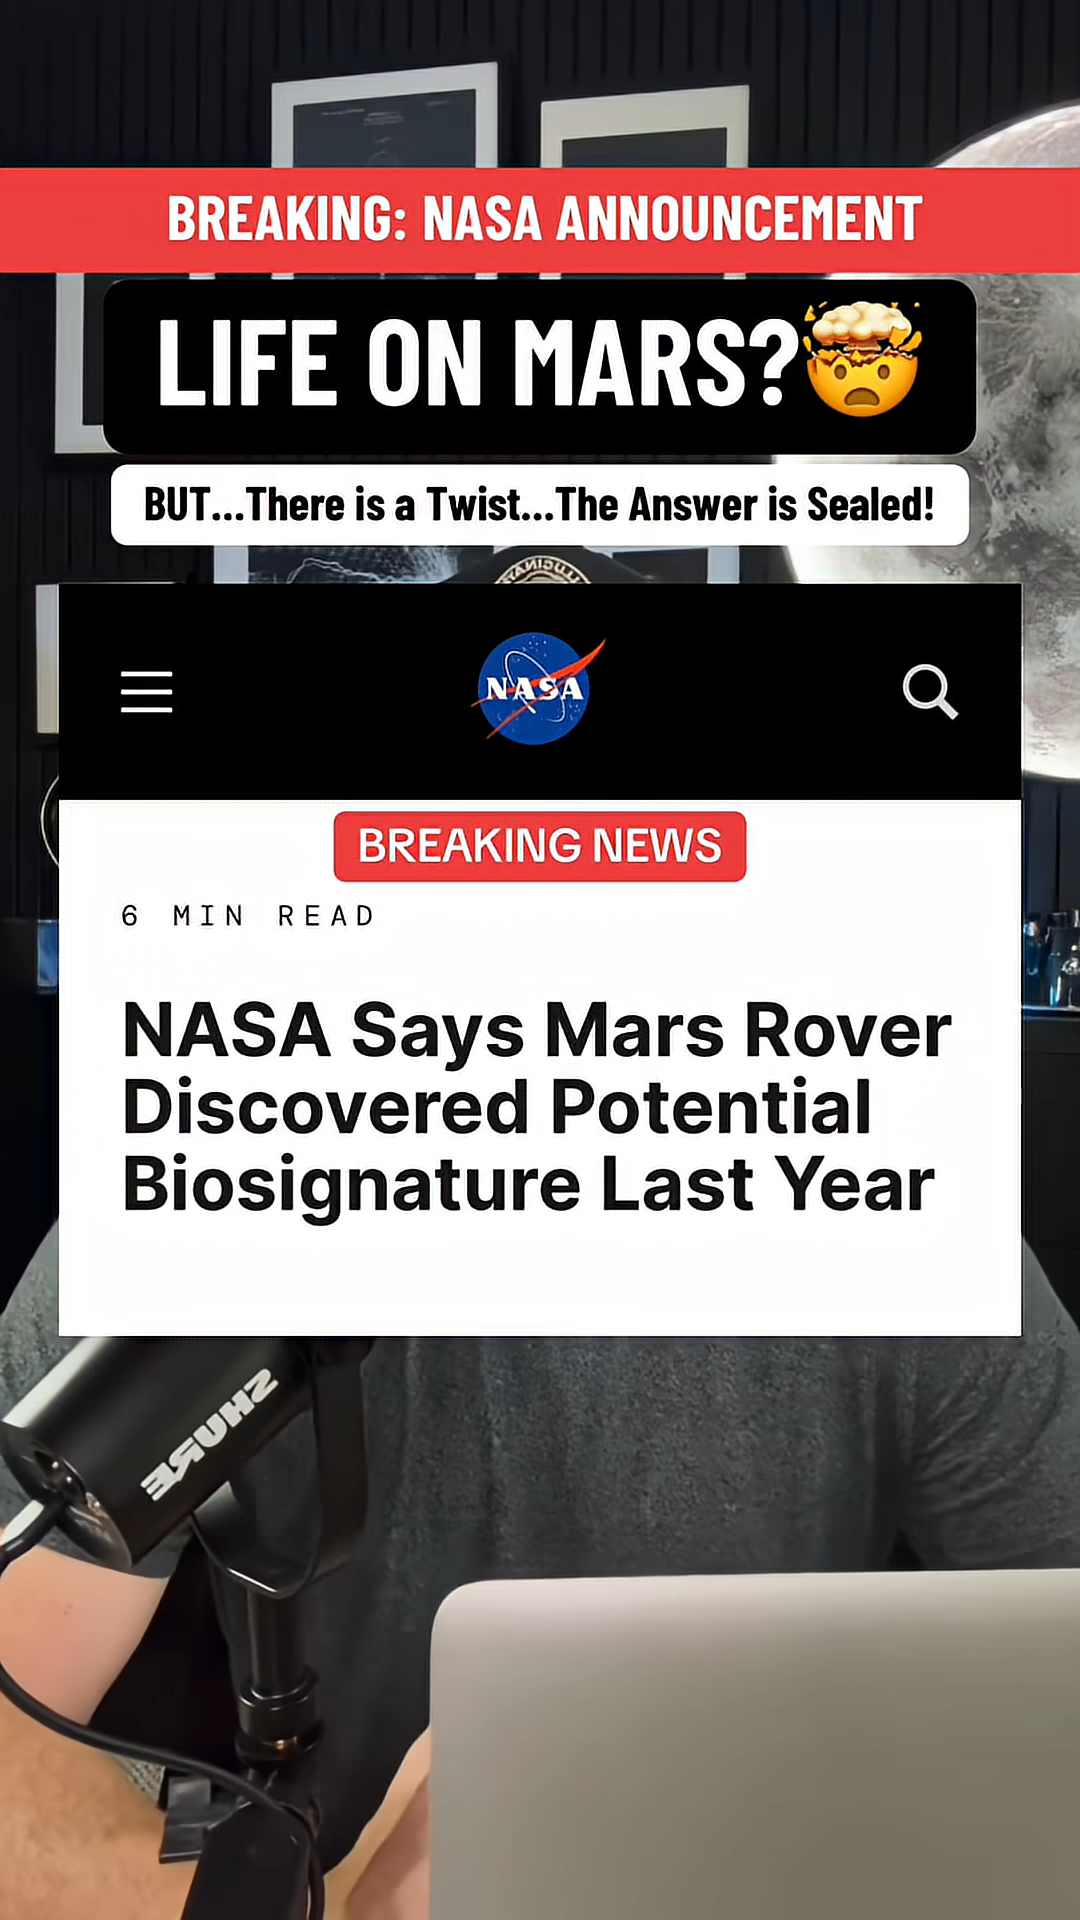 BREAKING: NASA ANNOUNCEMENT
LIFE ON MARS?🤯
BUT...There is a Twist...The Answer is Sealed!
NASA
BREAKING NEWS
6 MIN READ
NASA Says Mars Rover
Discovered Potential
Biosignature Last Year
SHURE